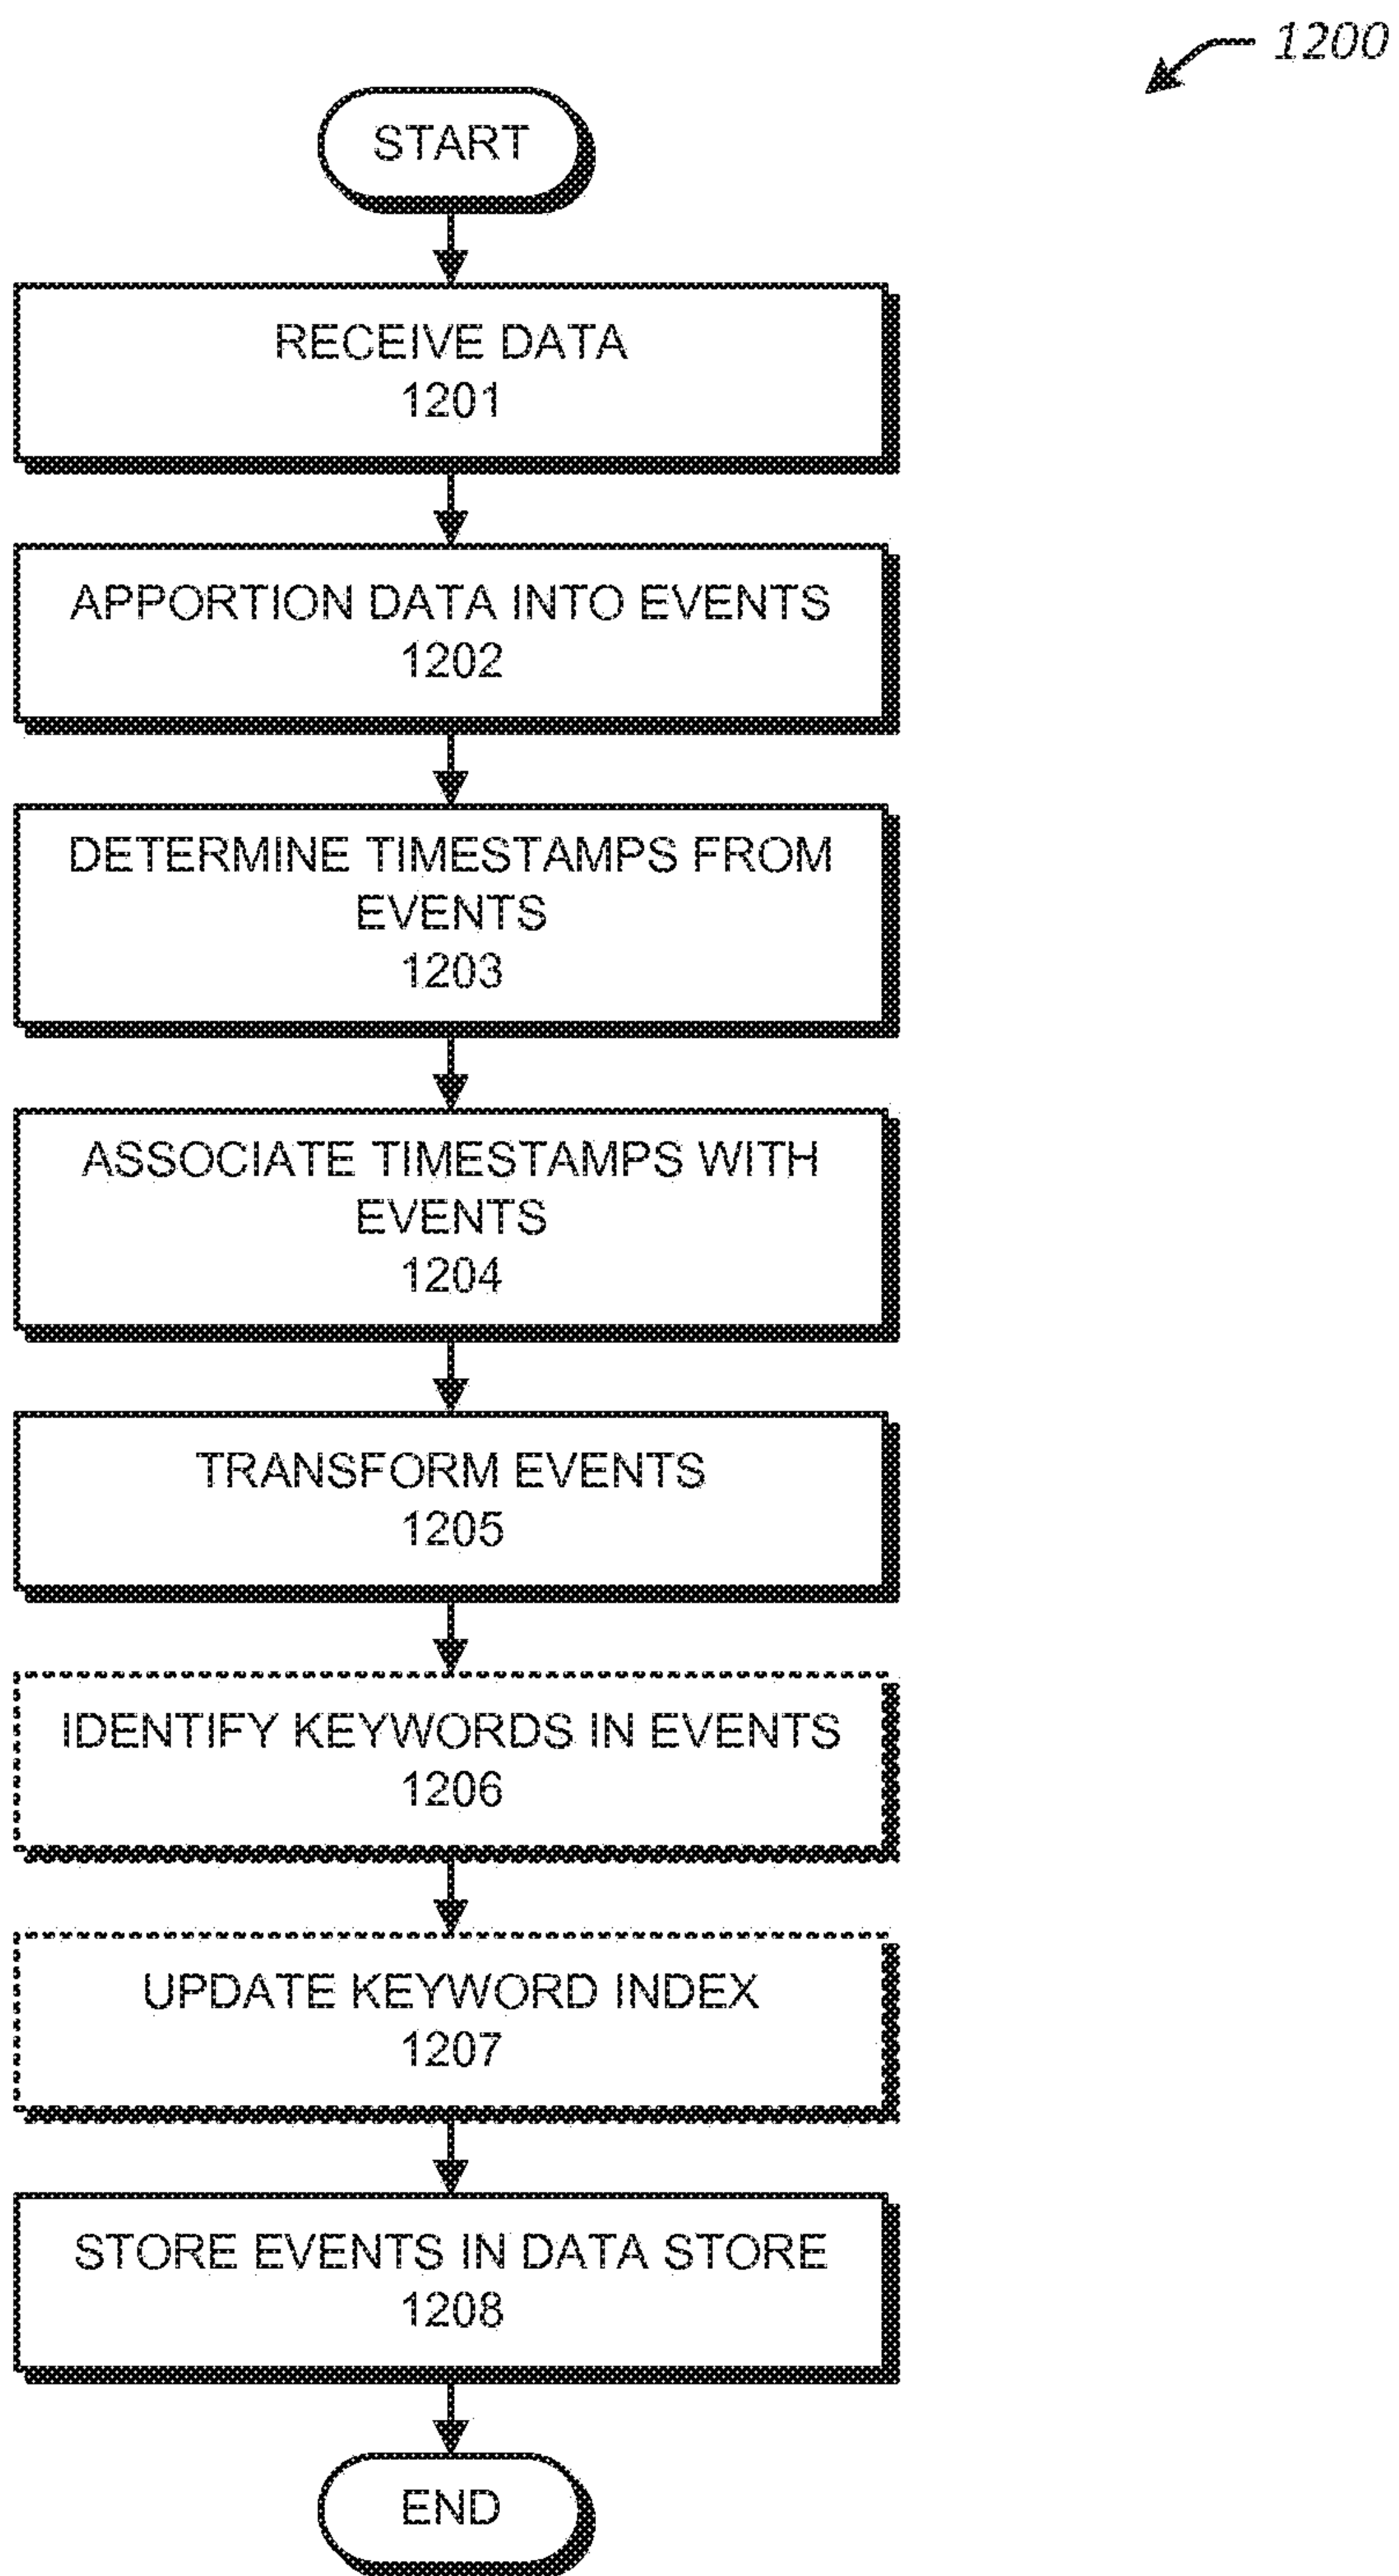 1200
START
RECEIVE DATA
1201
APPORTION DATA INTO EVENTS
1202
DETERMINE TIMESTAMPS FROM
EVENTS
1203
ASSOCIATE TIMESTAMPS WITH
EVENTS
1204
TRANSFORM EVENTS
1205
IDENTIFY KEYWORDS IN EVENTS
1206
UPDATE KEYWORD INDEX
1207
STORE EVENTS IN DATA STORE
1208
END